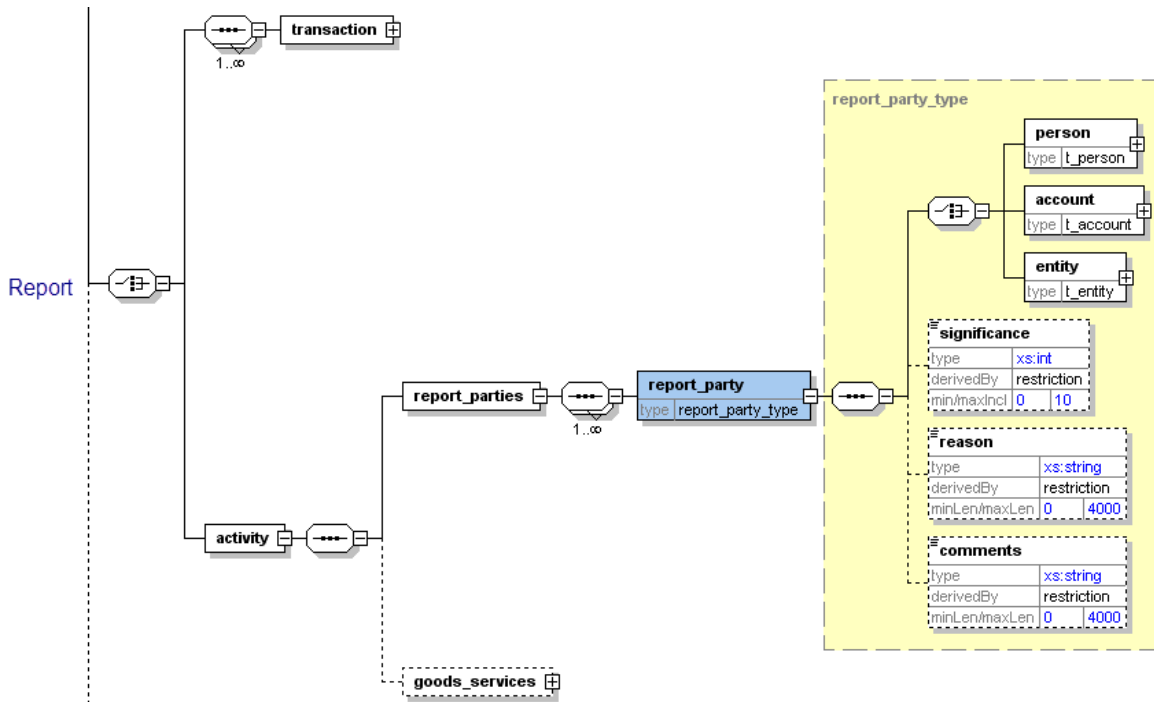 transaction
1..∞
report_party_type
person
type t_person
account
type t_account
entity
type t_entity
Report
significance
type xs:int
derivedBy restriction
min/maxIncl 0 10
report_parties
1..∞
report_party
type report_party_type
reason
type xs:string
derivedBy restriction
minLen/maxLen 0 4000
activity
comments
type xs:string
derivedBy restriction
minLen/maxLen 0 4000
goods_services